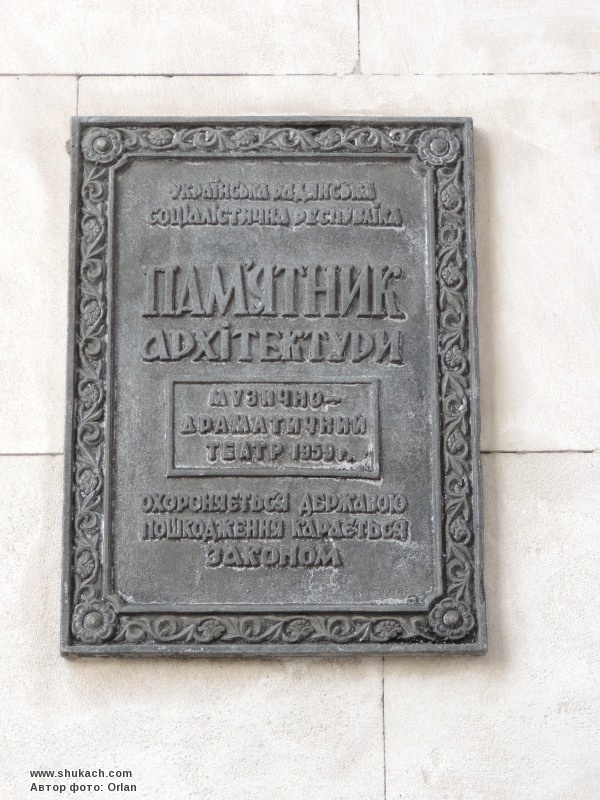 УКРАЇНСЬКА РАДЯНСЬКА
СОЦІАЛІСТИЧНА РЕСПУБЛІКА
ПАМ'ЯТНИК
АРХІТЕКТУРИ
МУЗИЧНО-
ДРАМАТИЧНИЙ
ТЕАТР 1959 Р.
ОХОРОНЯЄТЬСЯ ДЕРЖАВОЮ
ПОШКОДЖЕННЯ КАРАЄТЬСЯ
ЗАКОНОМ
www.shukach.com
Автор фото: Orlan